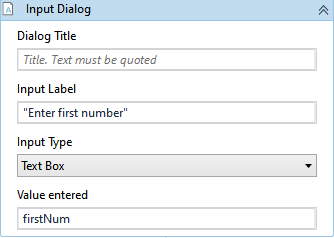 Input Dialog
Dialog Title
Title. Text must be quoted
Input Label
"Enter first number"
Input Type
Text Box
Value entered
firstNum